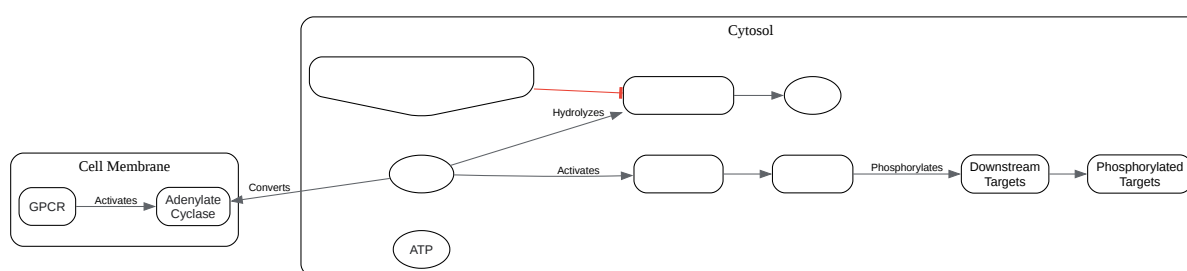 Cytosol
Hydrolyzes
Cell Membrane
GPCR
Activates
Adenylate
Cyclase
Converts
Activates
Phosphorylates
Downstream
Targets
Phosphorylated
Targets
ATP